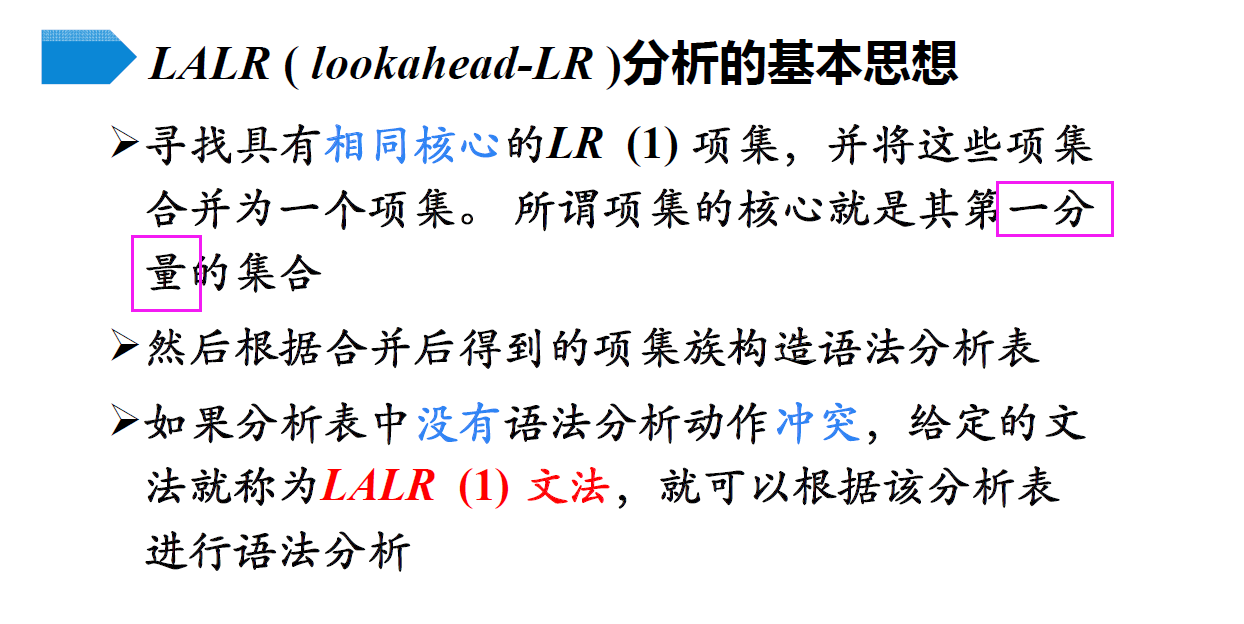 LALR ( lookahead-LR )分析的基本思想
寻找具有相同核心的LR (1) 项集，并将这些项集
合并为一个项集。 所谓项集的核心就是其第一分
量的集合
然后根据合并后得到的项集族构造语法分析表
如果分析表中没有语法分析动作冲突，给定的文
法就称为LALR (1) 文法，就可以根据该分析表
进行语法分析